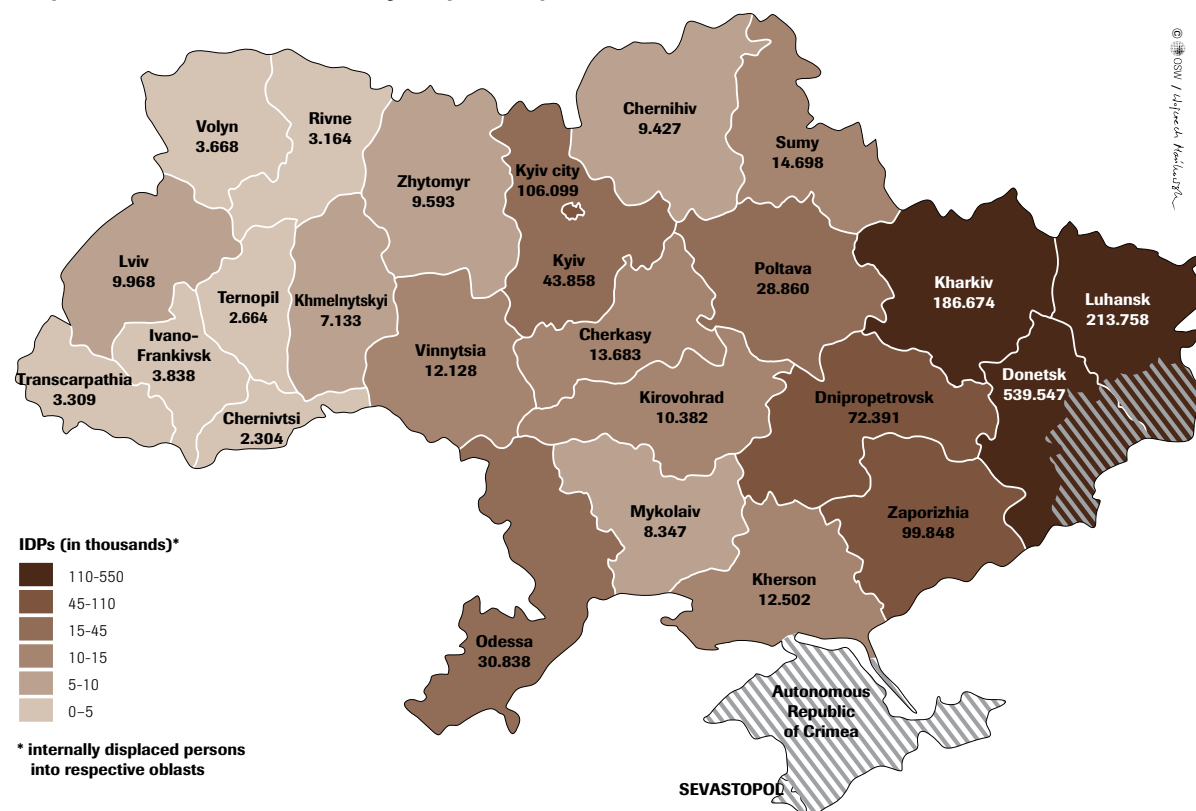 © OSW / Wojciech Mańkowski
Chernihiv
9.427
Rivne
3.164
Volyn
3.668
Sumy
14.698
Kyiv city
106.099
Zhytomyr
9.593
Lviv
9.968
Kyiv
43.858
Poltava
28.860
Kharkiv
186.674
Luhansk
213.758
Ternopil
2.664
Khmelnytskyi
7.133
Ivano-
Frankivsk
3.838
Cherkasy
13.683
Vinnytsia
12.128
Transcarpathia
3.309
Donetsk
539.547
Kirovohrad
10.382
Dnipropetrovsk
72.391
Chernivtsi
2.304
Mykolaiv
8.347
Zaporizhia
99.848
Kherson
12.502
Odessa
30.838
Autonomous
Republic
of Crimea
SEVASTOPOL
IDPs (in thousands)*
110-550
45-110
15-45
10-15
5-10
0–5
* internally displaced persons
into respective oblasts